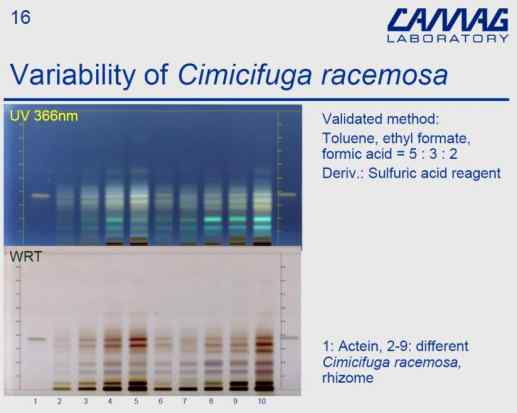 16
CAMAG
LABORATORY
Variability of Cimicifuga racemosa
UV 366nm
Validated method:
Toluene, ethyl formate,
formic acid = 5 : 3 : 2
Deriv.: Sulfuric acid reagent
WRT
1: Actein, 2-9: different
Cimicifuga racemosa,
rhizome
1 2 3 4 5 6 7 8 9 10